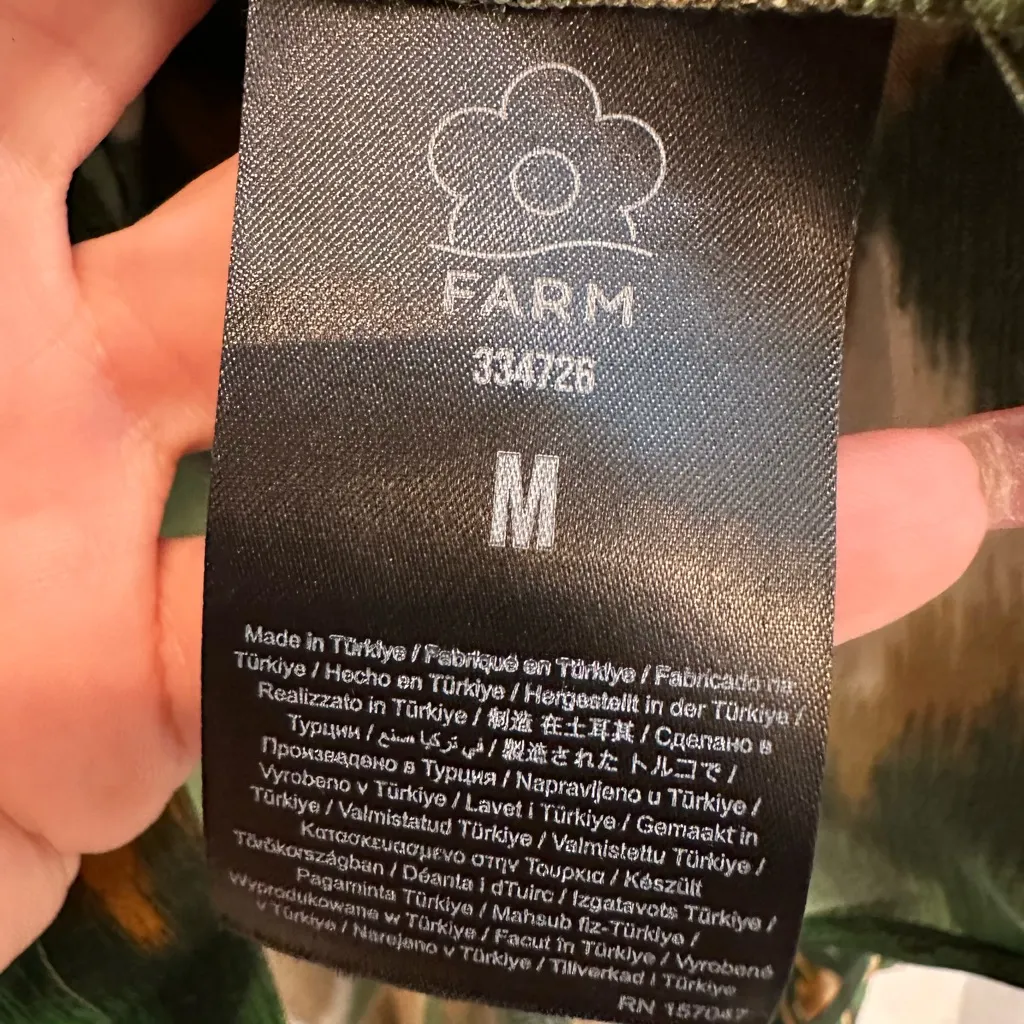 FARM
334726
M
Made in Türkiye / Fabriqué en Türkiye / Fabricado na
Türkiye / Hecho en Türkiye / Hergestellt in der Türkiye /
Realizzato in Türkiye / 制造 在土耳其 / Сделано в
Турции / في تركيا صنع / 製造された トルコで /
Произведено в Турция / Napravljeno u Türkiye /
Vyrobeno v Türkiye / Lavet i Türkiye / Gemaakt in
Türkiye / Valmistatud Türkiye / Valmistettu Türkiye /
Κατασκευασμενο στην Τουρκια / Készült
Törökországban / Déanta i dTuirc / Izgatavots Türkiye /
Pagaminta Türkiye / Mahsub fiz-Türkiye /
Wyprodukowane w Türkiye / Facut în Türkiye / Vyrobené
v Türkiye / Narejeno v Türkiye / Tillverkad i Türkiye
RN 157047